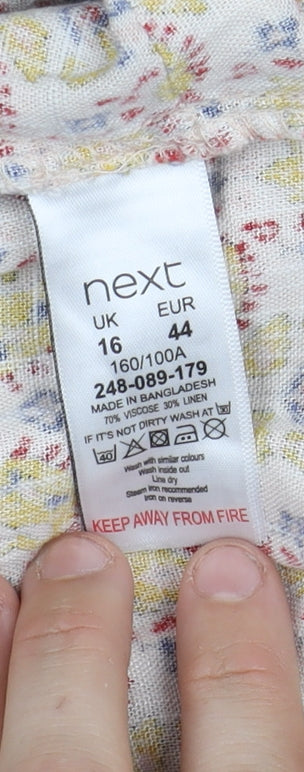 next
UK EUR
16 44
160/100A
248-089-179
MADE IN BANGLADESH
70% VISCOSE 30% LINEN
IF IT'S NOT DIRTY WASH AT 30
40
Wash with similar colours
Wash inside out
Line dry
Steam iron recommended
Iron on reverse
KEEP AWAY FROM FIRE